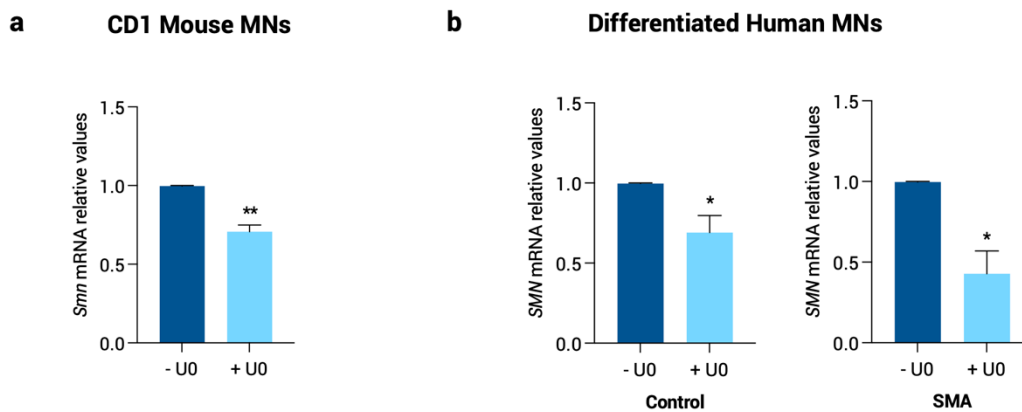 a
CD1 Mouse MNs
Smn mRNA relative values
1.5
1.0
0.5
0.0
**
- U0
+ U0
b
Differentiated Human MNs
SMN mRNA relative values
1.5
1.0
0.5
0.0
*
- U0
+ U0
Control
SMN mRNA relative values
1.5
1.0
0.5
0.0
*
- U0
+ U0
SMA